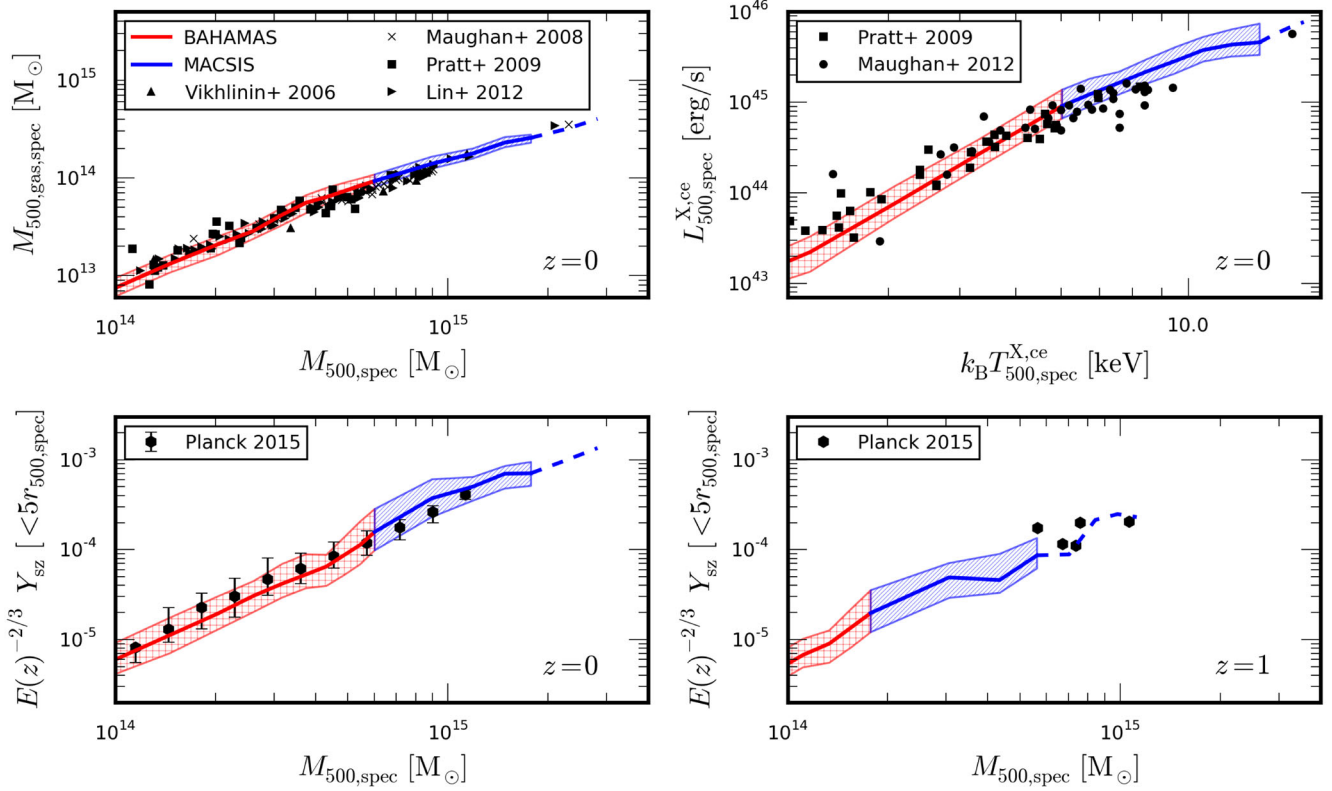 M_500,gas,spec [M_⊙]
10^15
10^14
10^13
BAHAMAS
MACSIS
Vikhlinin+ 2006
Maughan+ 2008
Pratt+ 2009
Lin+ 2012
z=0
10^14
10^15
M_500,spec [M_⊙]
L^X,ce_500,spec [erg/s]
10^46
10^45
10^44
10^43
Pratt+ 2009
Maughan+ 2012
z=0
10.0
k_B T^X,ce_500,spec [keV]
E(z)^−2/3 Y_sz [<5r_500,spec]
10^-3
10^-4
10^-5
Planck 2015
z=0
10^14
10^15
M_500,spec [M_⊙]
E(z)^−2/3 Y_sz [<5r_500,spec]
10^-3
10^-4
10^-5
Planck 2015
z=1
10^14
10^15
M_500,spec [M_⊙]